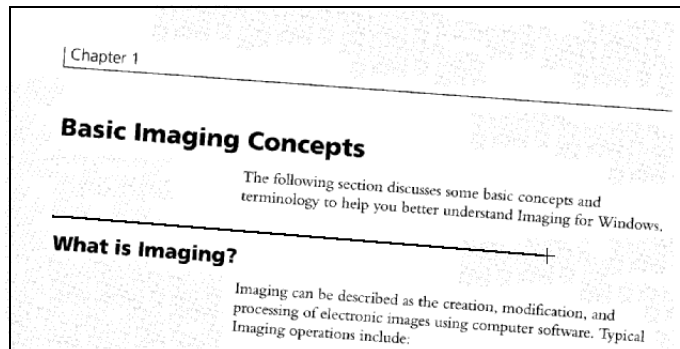 Chapter 1
Basic Imaging Concepts
The following section discusses some basic concepts and
terminology to help you better understand Imaging for Windows.
What is Imaging?
Imaging can be described as the creation, modification, and
processing of electronic images using computer software. Typical
Imaging operations include: